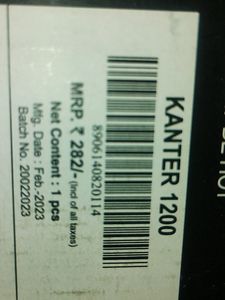 KANTER 1200
8906140820114
MRP. ₹ 282/- (Ind of all taxes)
Net Content : 1 pcs
Mfg. Date : Feb.-2023
Batch No. 20022023